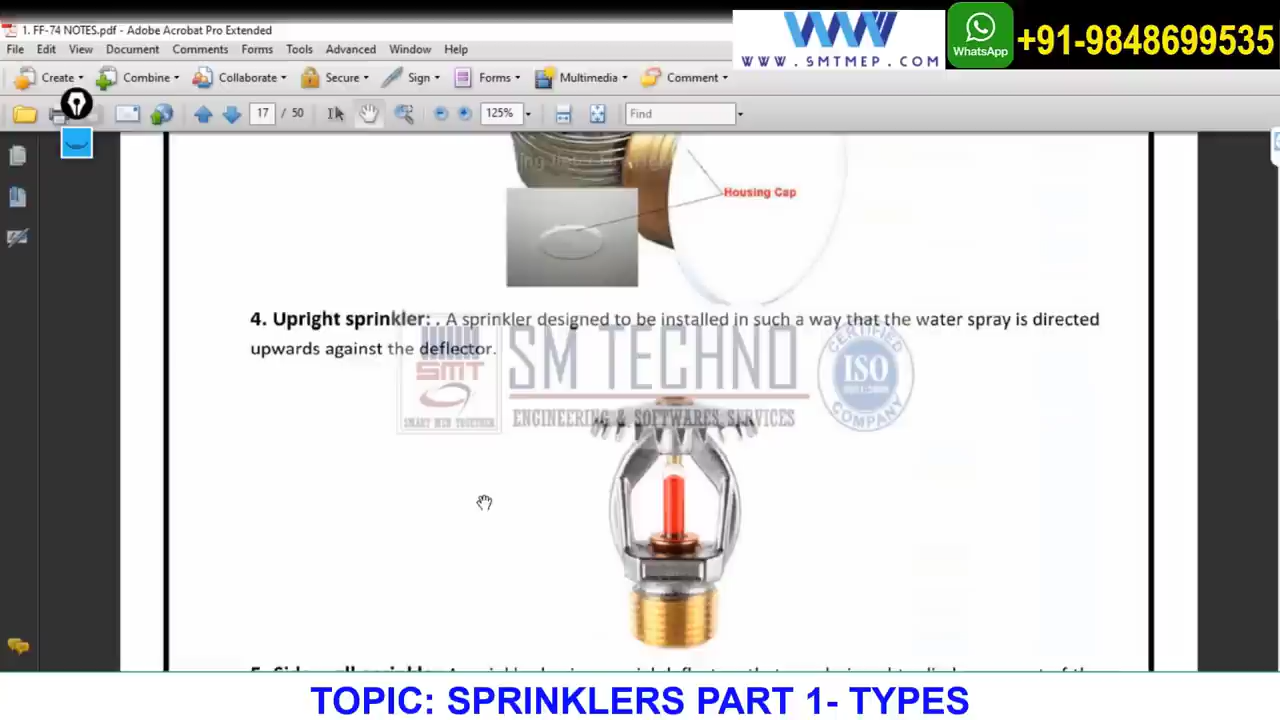 1. FF-74 NOTES.pdf - Adobe Acrobat Pro Extended
File Edit View Document Comments Forms Tools Advanced Window Help
WWW.SMTMEP.COM
WhatsApp
+91-9848699535
Create Combine Collaborate Secure Sign Forms Multimedia Comment
17 / 50 125% Find
Housing Cap
4. Upright sprinkler: . A sprinkler designed to be installed in such a way that the water spray is directed
upwards against the deflector.
SMT
SMART MEP TOGETHER
SM TECHNO
ENGINEERING & SOFTWARES SERVICES
CERTIFIED
ISO
COMPANY
TOPIC: SPRINKLERS PART 1- TYPES